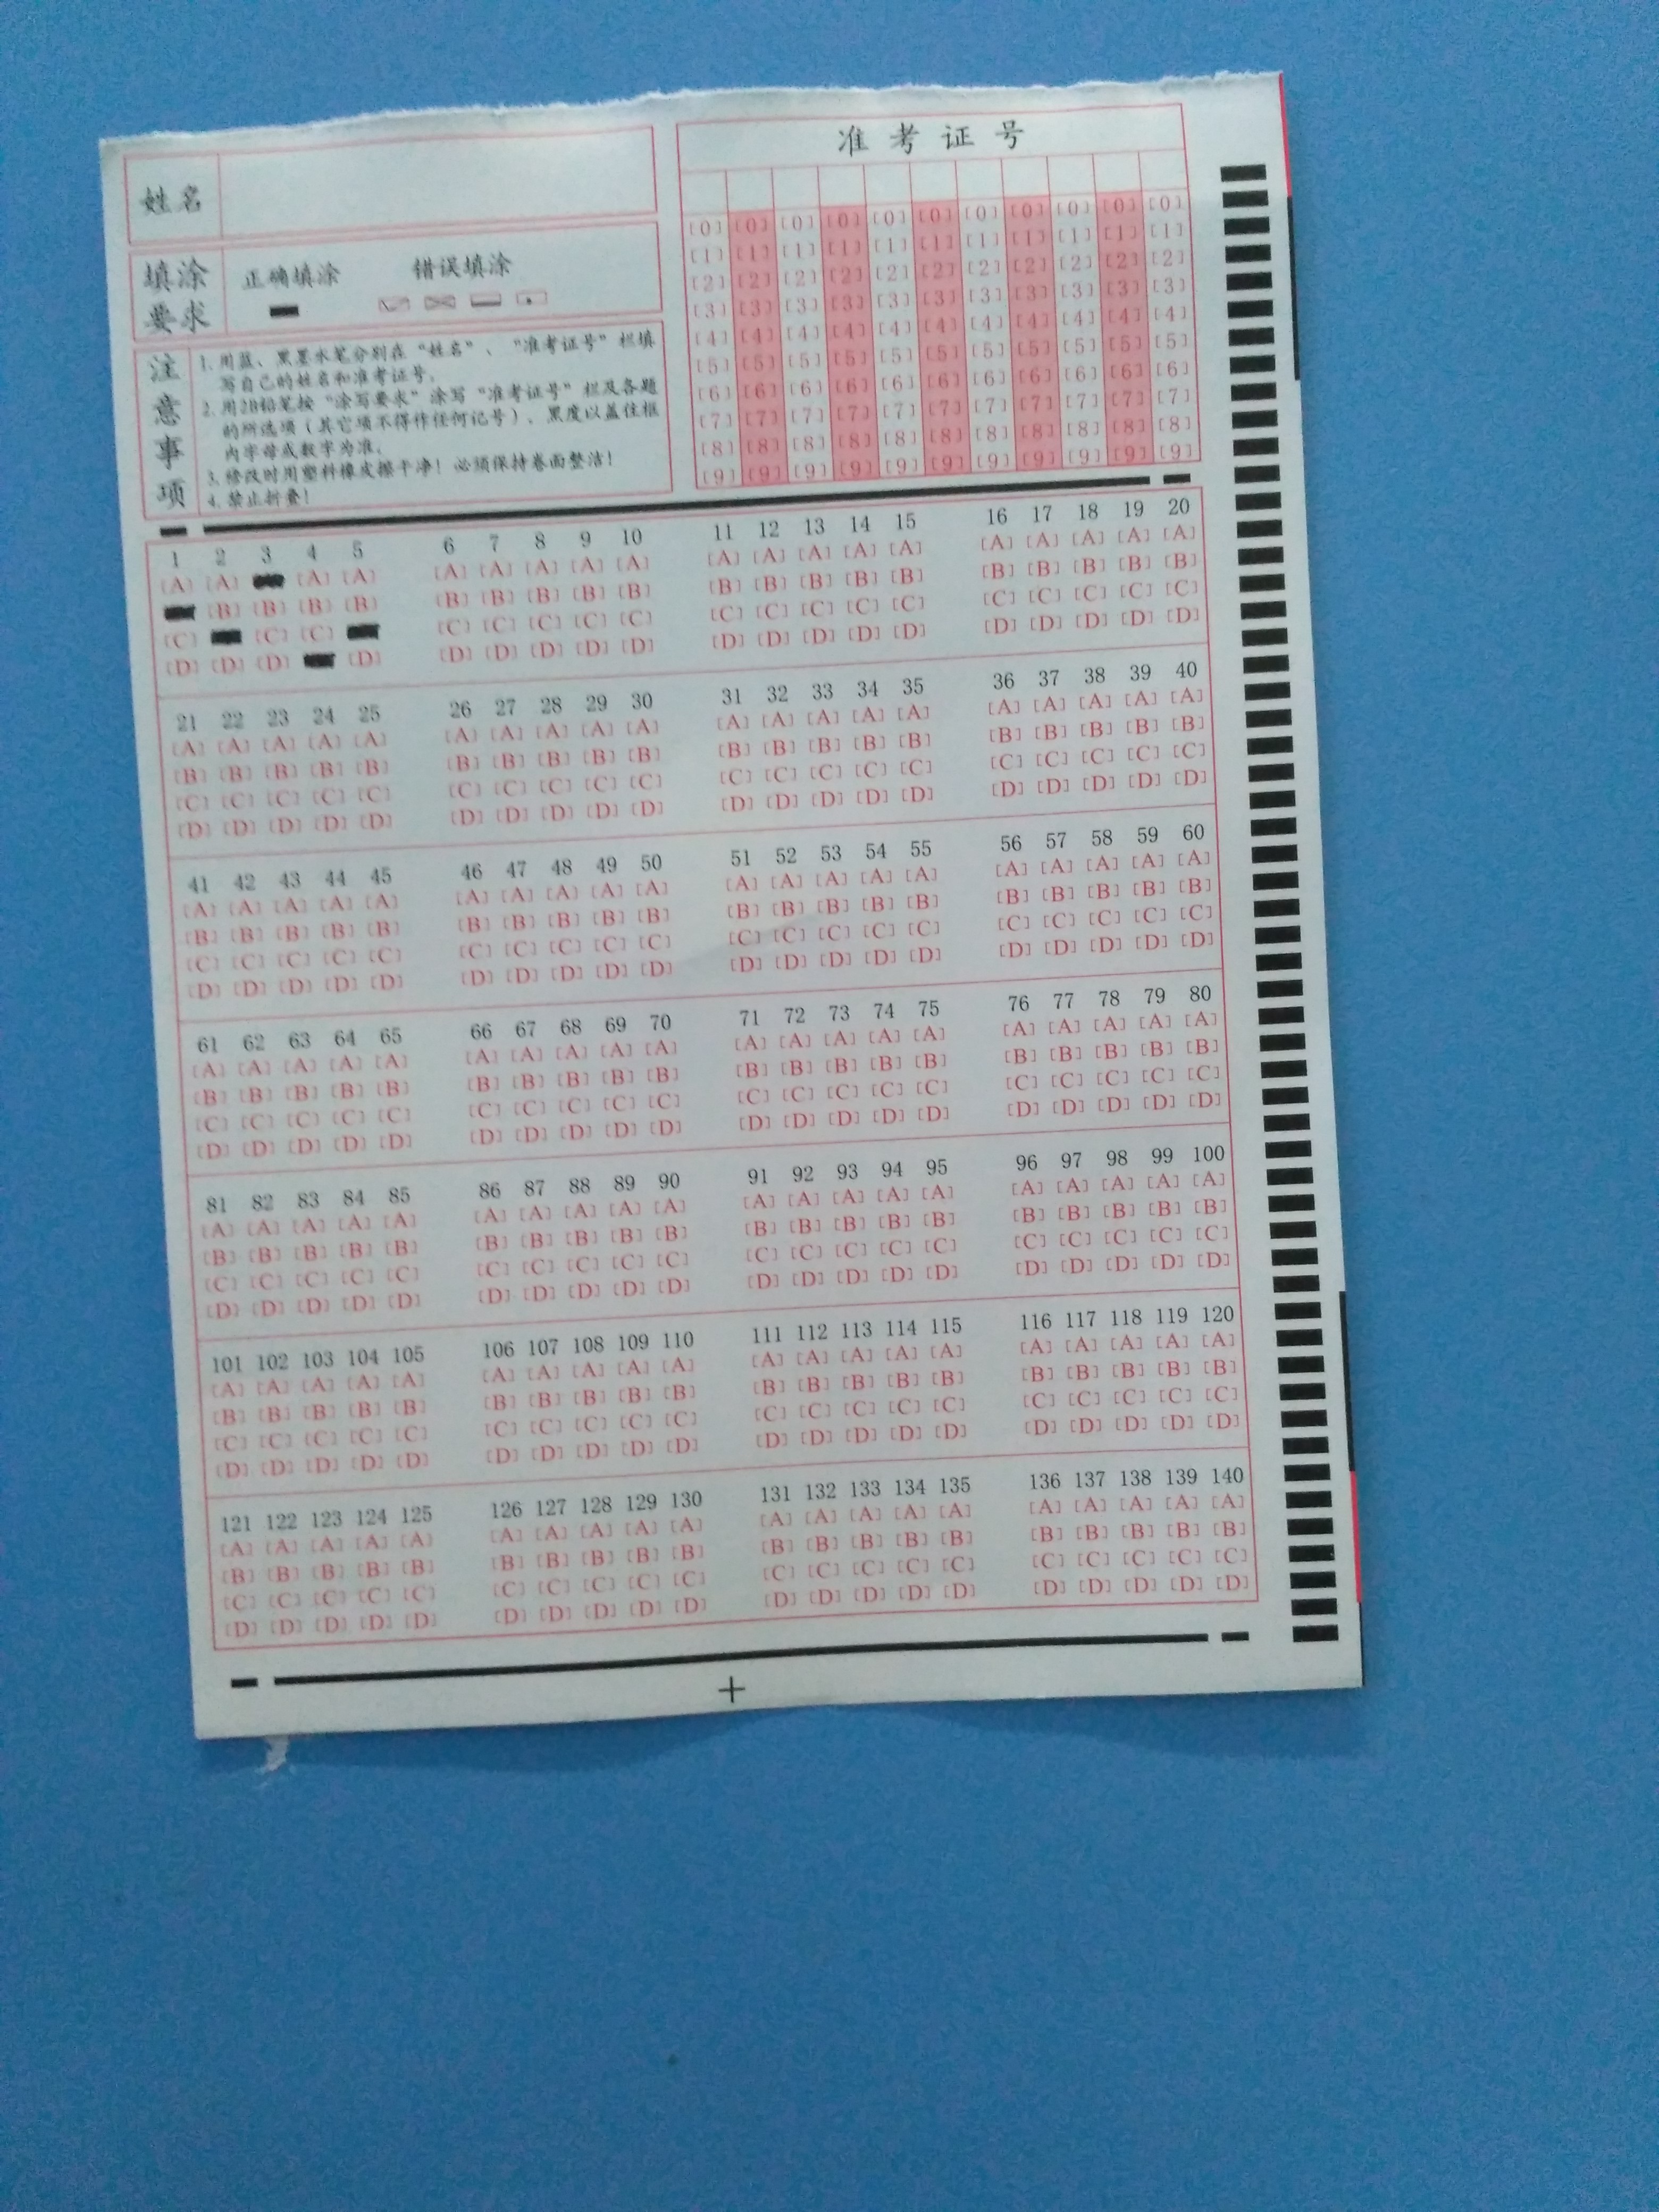 姓名
填涂要求
正确填涂 错误填涂
注意事项
1. 用蓝、黑墨水笔分别在“姓名”、“准考证号”栏填
写自己的姓名和准考证号。
2. 用2B铅笔按“涂写要求”涂写“准考证号”栏及各题
的所选项(其它项不得作任何记号)、黑度以盖住框
内字母或数字为准。
3. 修改时用塑料橡皮擦干净! 必须保持卷面整洁!
4. 禁止折叠!
准考证号
[0] [0] [0] [0] [0] [0] [0] [0] [0] [0] [0]
[1] [1] [1] [1] [1] [1] [1] [1] [1] [1] [1]
[2] [2] [2] [2] [2] [2] [2] [2] [2] [2] [2]
[3] [3] [3] [3] [3] [3] [3] [3] [3] [3] [3]
[4] [4] [4] [4] [4] [4] [4] [4] [4] [4] [4]
[5] [5] [5] [5] [5] [5] [5] [5] [5] [5] [5]
[6] [6] [6] [6] [6] [6] [6] [6] [6] [6] [6]
[7] [7] [7] [7] [7] [7] [7] [7] [7] [7] [7]
[8] [8] [8] [8] [8] [8] [8] [8] [8] [8] [8]
[9] [9] [9] [9] [9] [9] [9] [9] [9] [9] [9]
1 2 3 4 5 6 7 8 9 10 11 12 13 14 15 16 17 18 19 20
[A] [A] [A] [A] [A] [A] [A] [A] [A] [A] [A] [A] [A] [A] [A] [A] [A] [A] [A]
[B] [B] [B] [B] [B] [B] [B] [B] [B] [B] [B] [B] [B] [B] [B] [B] [B] [B] [B]
[C] [C] [C] [C] [C] [C] [C] [C] [C] [C] [C] [C] [C] [C] [C] [C] [C] [C]
[D] [D] [D] [D] [D] [D] [D] [D] [D] [D] [D] [D] [D] [D] [D] [D] [D] [D] [D]
21 22 23 24 25 26 27 28 29 30 31 32 33 34 35 36 37 38 39 40
[A] [A] [A] [A] [A] [A] [A] [A] [A] [A] [A] [A] [A] [A] [A] [A] [A] [A] [A] [A]
[B] [B] [B] [B] [B] [B] [B] [B] [B] [B] [B] [B] [B] [B] [B] [B] [B] [B] [B] [B]
[C] [C] [C] [C] [C] [C] [C] [C] [C] [C] [C] [C] [C] [C] [C] [C] [C] [C] [C] [C]
[D] [D] [D] [D] [D] [D] [D] [D] [D] [D] [D] [D] [D] [D] [D] [D] [D] [D] [D] [D]
41 42 43 44 45 46 47 48 49 50 51 52 53 54 55 56 57 58 59 60
[A] [A] [A] [A] [A] [A] [A] [A] [A] [A] [A] [A] [A] [A] [A] [A] [A] [A] [A] [A]
[B] [B] [B] [B] [B] [B] [B] [B] [B] [B] [B] [B] [B] [B] [B] [B] [B] [B] [B] [B]
[C] [C] [C] [C] [C] [C] [C] [C] [C] [C] [C] [C] [C] [C] [C] [C] [C] [C] [C] [C]
[D] [D] [D] [D] [D] [D] [D] [D] [D] [D] [D] [D] [D] [D] [D] [D] [D] [D] [D] [D]
61 62 63 64 65 66 67 68 69 70 71 72 73 74 75 76 77 78 79 80
[A] [A] [A] [A] [A] [A] [A] [A] [A] [A] [A] [A] [A] [A] [A] [A] [A] [A] [A] [A]
[B] [B] [B] [B] [B] [B] [B] [B] [B] [B] [B] [B] [B] [B] [B] [B] [B] [B] [B] [B]
[C] [C] [C] [C] [C] [C] [C] [C] [C] [C] [C] [C] [C] [C] [C] [C] [C] [C] [C] [C]
[D] [D] [D] [D] [D] [D] [D] [D] [D] [D] [D] [D] [D] [D] [D] [D] [D] [D] [D] [D]
81 82 83 84 85 86 87 88 89 90 91 92 93 94 95 96 97 98 99 100
[A] [A] [A] [A] [A] [A] [A] [A] [A] [A] [A] [A] [A] [A] [A] [A] [A] [A] [A] [A]
[B] [B] [B] [B] [B] [B] [B] [B] [B] [B] [B] [B] [B] [B] [B] [B] [B] [B] [B] [B]
[C] [C] [C] [C] [C] [C] [C] [C] [C] [C] [C] [C] [C] [C] [C] [C] [C] [C] [C] [C]
[D] [D] [D] [D] [D] [D] [D] [D] [D] [D] [D] [D] [D] [D] [D] [D] [D] [D] [D] [D]
101 102 103 104 105 106 107 108 109 110 111 112 113 114 115 116 117 118 119 120
[A] [A] [A] [A] [A] [A] [A] [A] [A] [A] [A] [A] [A] [A] [A] [A] [A] [A] [A] [A]
[B] [B] [B] [B] [B] [B] [B] [B] [B] [B] [B] [B] [B] [B] [B] [B] [B] [B] [B] [B]
[C] [C] [C] [C] [C] [C] [C] [C] [C] [C] [C] [C] [C] [C] [C] [C] [C] [C] [C] [C]
[D] [D] [D] [D] [D] [D] [D] [D] [D] [D] [D] [D] [D] [D] [D] [D] [D] [D] [D] [D]
121 122 123 124 125 126 127 128 129 130 131 132 133 134 135 136 137 138 139 140
[A] [A] [A] [A] [A] [A] [A] [A] [A] [A] [A] [A] [A] [A] [A] [A] [A] [A] [A] [A]
[B] [B] [B] [B] [B] [B] [B] [B] [B] [B] [B] [B] [B] [B] [B] [B] [B] [B] [B] [B]
[C] [C] [C] [C] [C] [C] [C] [C] [C] [C] [C] [C] [C] [C] [C] [C] [C] [C] [C] [C]
[D] [D] [D] [D] [D] [D] [D] [D] [D] [D] [D] [D] [D] [D] [D] [D] [D] [D] [D] [D]